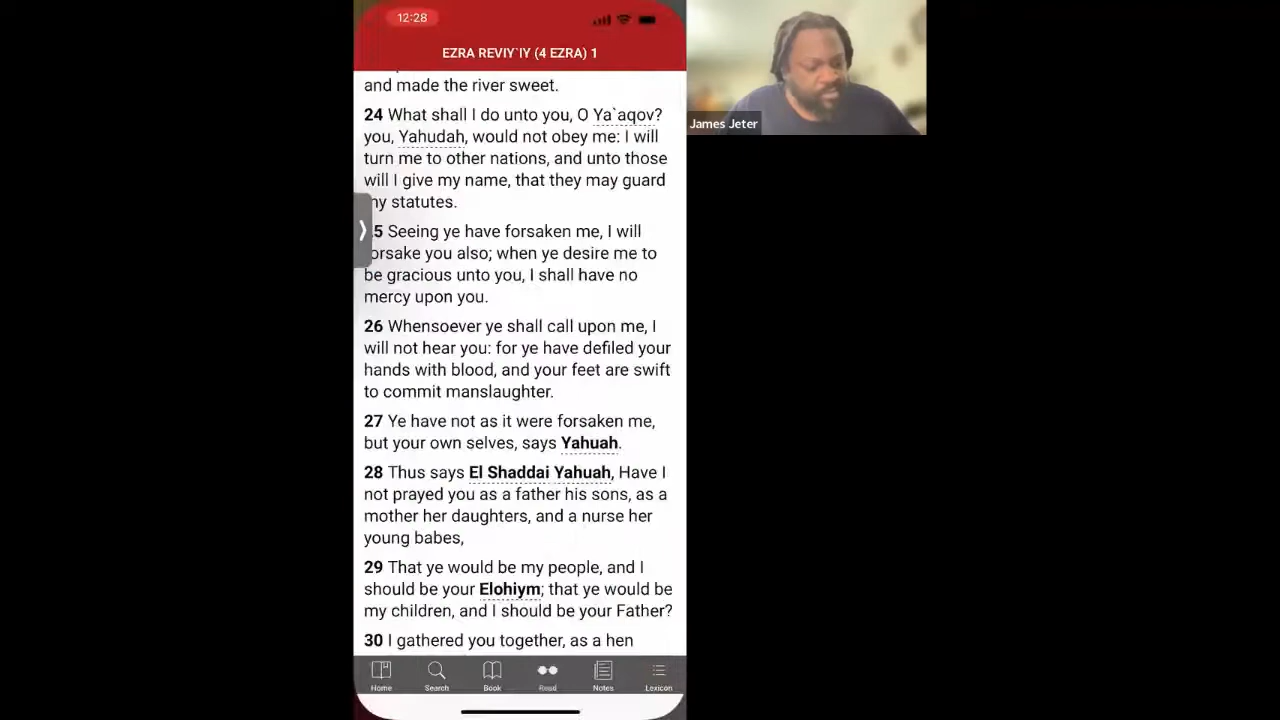 12:28
EZRA REVIY`IY (4 EZRA) 1
and made the river sweet.
24 What shall I do unto you, O Ya`aqov?
you, Yahudah, would not obey me: I will
turn me to other nations, and unto those
will I give my name, that they may guard
my statutes.
5 Seeing ye have forsaken me, I will
forsake you also; when ye desire me to
be gracious unto you, I shall have no
mercy upon you.
26 Whensoever ye shall call upon me, I
will not hear you: for ye have defiled your
hands with blood, and your feet are swift
to commit manslaughter.
27 Ye have not as it were forsaken me,
but your own selves, says Yahuah.
28 Thus says El Shaddai Yahuah, Have I
not prayed you as a father his sons, as a
mother her daughters, and a nurse her
young babes,
29 That ye would be my people, and I
should be your Elohiym; that ye would be
my children, and I should be your Father?
30 I gathered you together, as a hen
Home Search Book Read Notes Lexicon
James Jeter